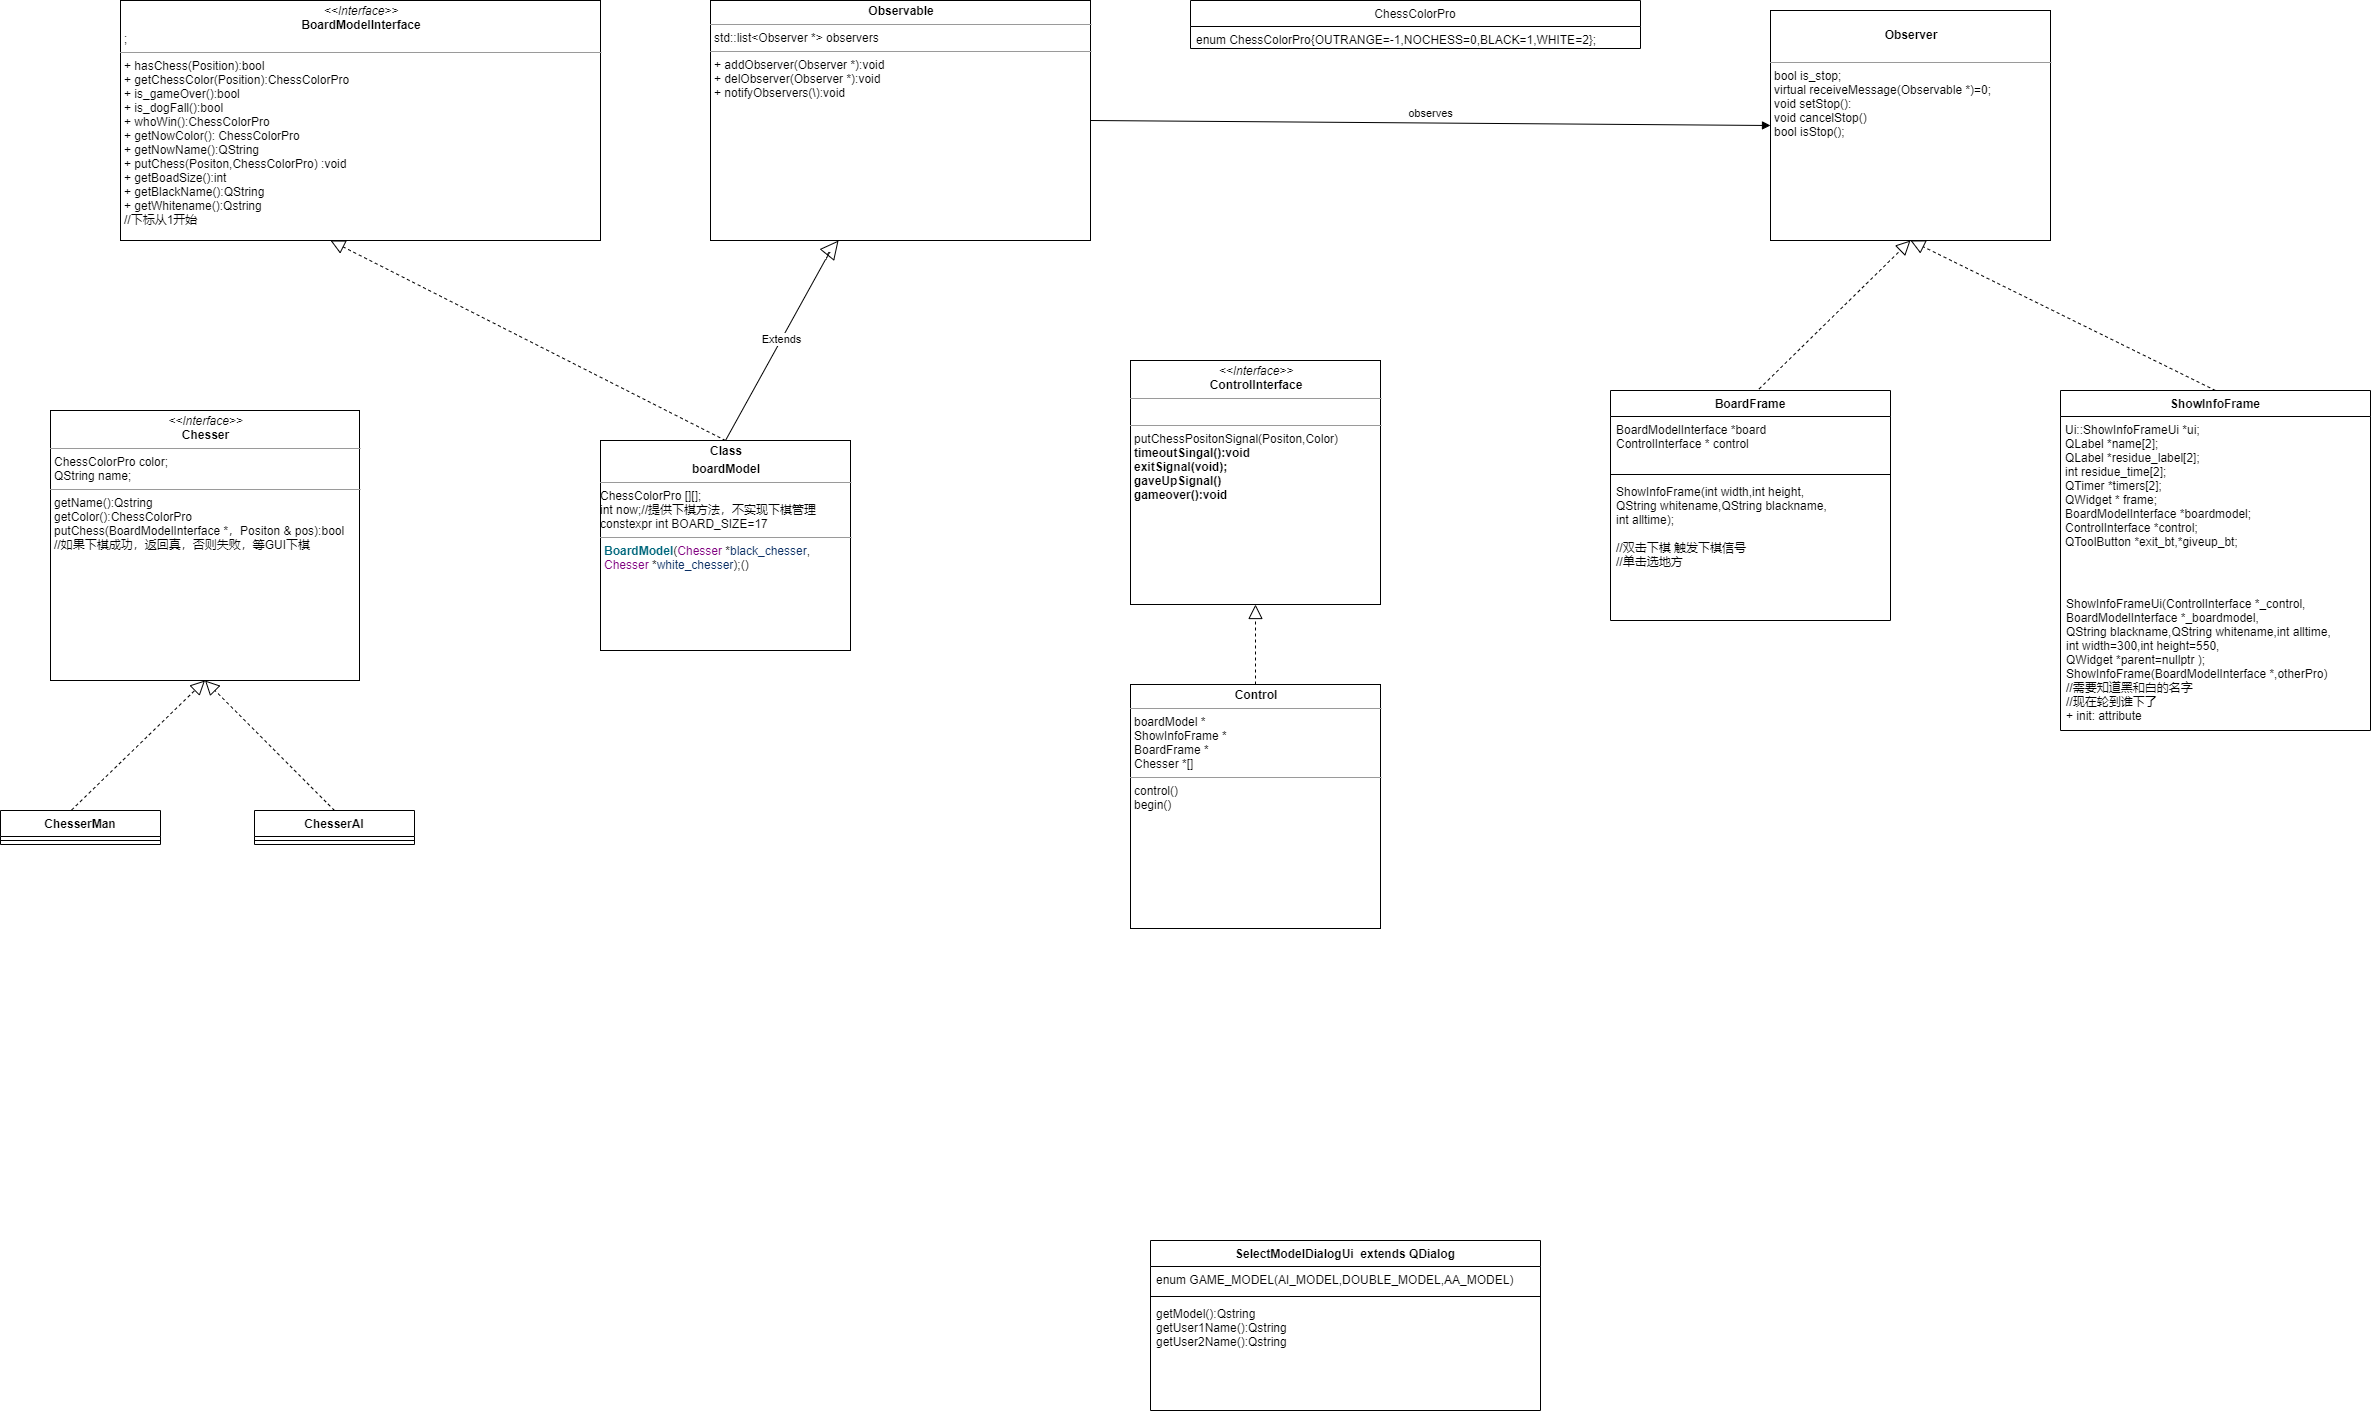 <<Interface>>
BoardModelInterface
;
+ hasChess(Position):bool
+ getChessColor(Position):ChessColorPro
+ is_gameOver():bool
+ is_dogFall():bool
+ whoWin():ChessColorPro
+ getNowColor(): ChessColorPro
+ getNowName():QString
+ putChess(Positon,ChessColorPro) :void
+ getBoadSize():int
+ getBlackName():QString
+ getWhitename():Qstring
//下标从1开始
Observable
std::list<Observer *> observers
+ addObserver(Observer *):void
+ delObserver(Observer *):void
+ notifyObservers(\):void
ChessColorPro
enum ChessColorPro{OUTRANGE=-1,NOCHESS=0,BLACK=1,WHITE=2};
observes
Observer
bool is_stop;
virtual receiveMessage(Observable *)=0;
void setStop():
void cancelStop()
bool isStop();
Extends
<<Interface>>
Chesser
ChessColorPro color;
QString name;
getName():Qstring
getColor():ChessColorPro
putChess(BoardModelInterface *，Positon & pos):bool
//如果下棋成功，返回真，否则失败，等GUI下棋
Class
boardModel
ChessColorPro [][];
int now;//提供下棋方法，不实现下棋管理
constexpr int BOARD_SIZE=17
BoardModel(Chesser *black_chesser,
Chesser *white_chesser);()
<<Interface>>
ControlInterface
putChessPositonSignal(Positon,Color)
timeoutSingal():void
exitSignal(void);
gaveUpSignal()
gameover():void
BoardFrame
BoardModelInterface *board
ControlInterface * control
ShowInfoFrame(int width,int height,
QString whitename,QString blackname,
int alltime);
//双击下棋 触发下棋信号
//单击选地方
ShowInfoFrame
Ui::ShowInfoFrameUi *ui;
QLabel *name[2];
QLabel *residue_label[2];
int residue_time[2];
QTimer *timers[2];
QWidget * frame;
BoardModelInterface *boardmodel;
ControlInterface *control;
QToolButton *exit_bt,*giveup_bt;
ShowInfoFrameUi(ControlInterface *_control,
BoardModelInterface *_boardmodel,
QString blackname,QString whitename,int alltime,
int width=300,int height=550,
QWidget *parent=nullptr );
ShowInfoFrame(BoardModelInterface *,otherPro)
//需要知道黑和白的名字
//现在轮到谁下了
+ init: attribute
Control
boardModel *
ShowInfoFrame *
BoardFrame *
Chesser *[]
control()
begin()
ChesserMan
ChesserAI
SelectModelDialogUi  extends QDialog
enum GAME_MODEL(AI_MODEL,DOUBLE_MODEL,AA_MODEL)
getModel():Qstring
getUser1Name():Qstring
getUser2Name():Qstring